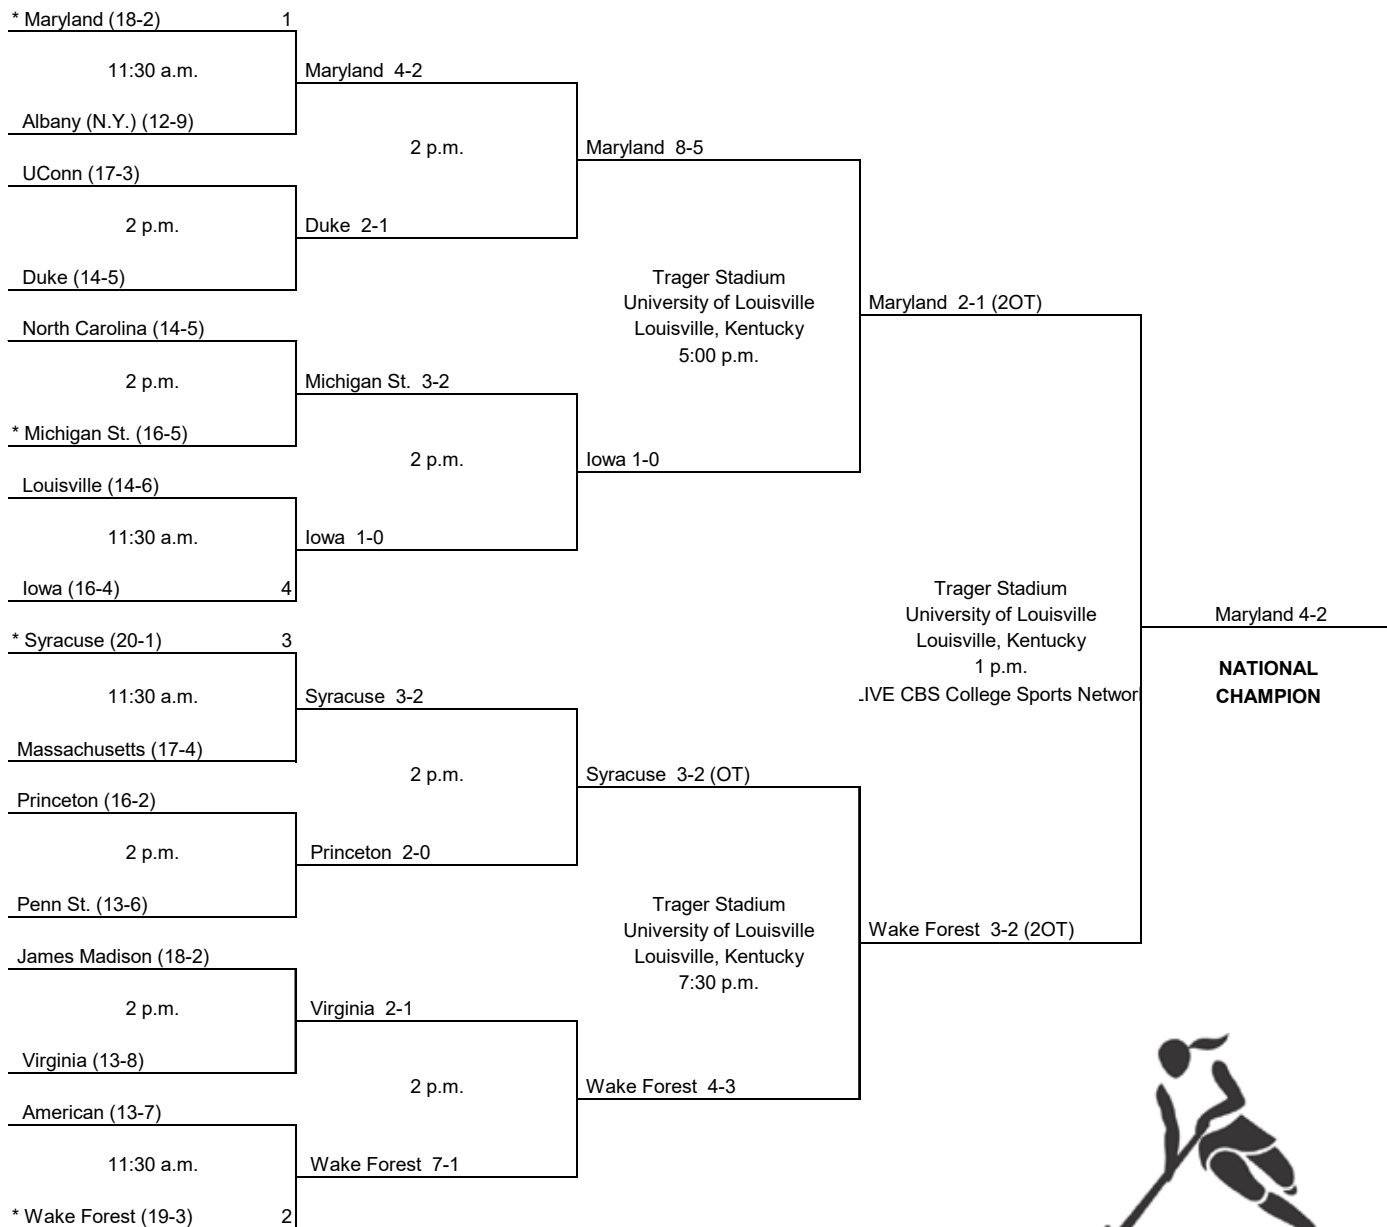 * Maryland (18-2) 1
11:30 a.m.
Maryland 4-2
Albany (N.Y.) (12-9)
2 p.m.
Maryland 8-5
UConn (17-3)
2 p.m.
Duke 2-1
Duke (14-5)
Trager Stadium
University of Louisville
Louisville, Kentucky
5:00 p.m.
Maryland 2-1 (2OT)
North Carolina (14-5)
2 p.m.
Michigan St. 3-2
* Michigan St. (16-5)
2 p.m.
Iowa 1-0
Louisville (14-6)
11:30 a.m.
Iowa 1-0
Iowa (16-4) 4
Trager Stadium
University of Louisville
Louisville, Kentucky
1 p.m.
LIVE CBS College Sports Networ
Maryland 4-2
NATIONAL
CHAMPION
* Syracuse (20-1) 3
11:30 a.m.
Syracuse 3-2
Massachusetts (17-4)
2 p.m.
Syracuse 3-2 (OT)
Princeton (16-2)
2 p.m.
Princeton 2-0
Penn St. (13-6)
Trager Stadium
University of Louisville
Louisville, Kentucky
7:30 p.m.
Wake Forest 3-2 (2OT)
James Madison (18-2)
2 p.m.
Virginia 2-1
Virginia (13-8)
2 p.m.
Wake Forest 4-3
American (13-7)
11:30 a.m.
Wake Forest 7-1
* Wake Forest (19-3) 2